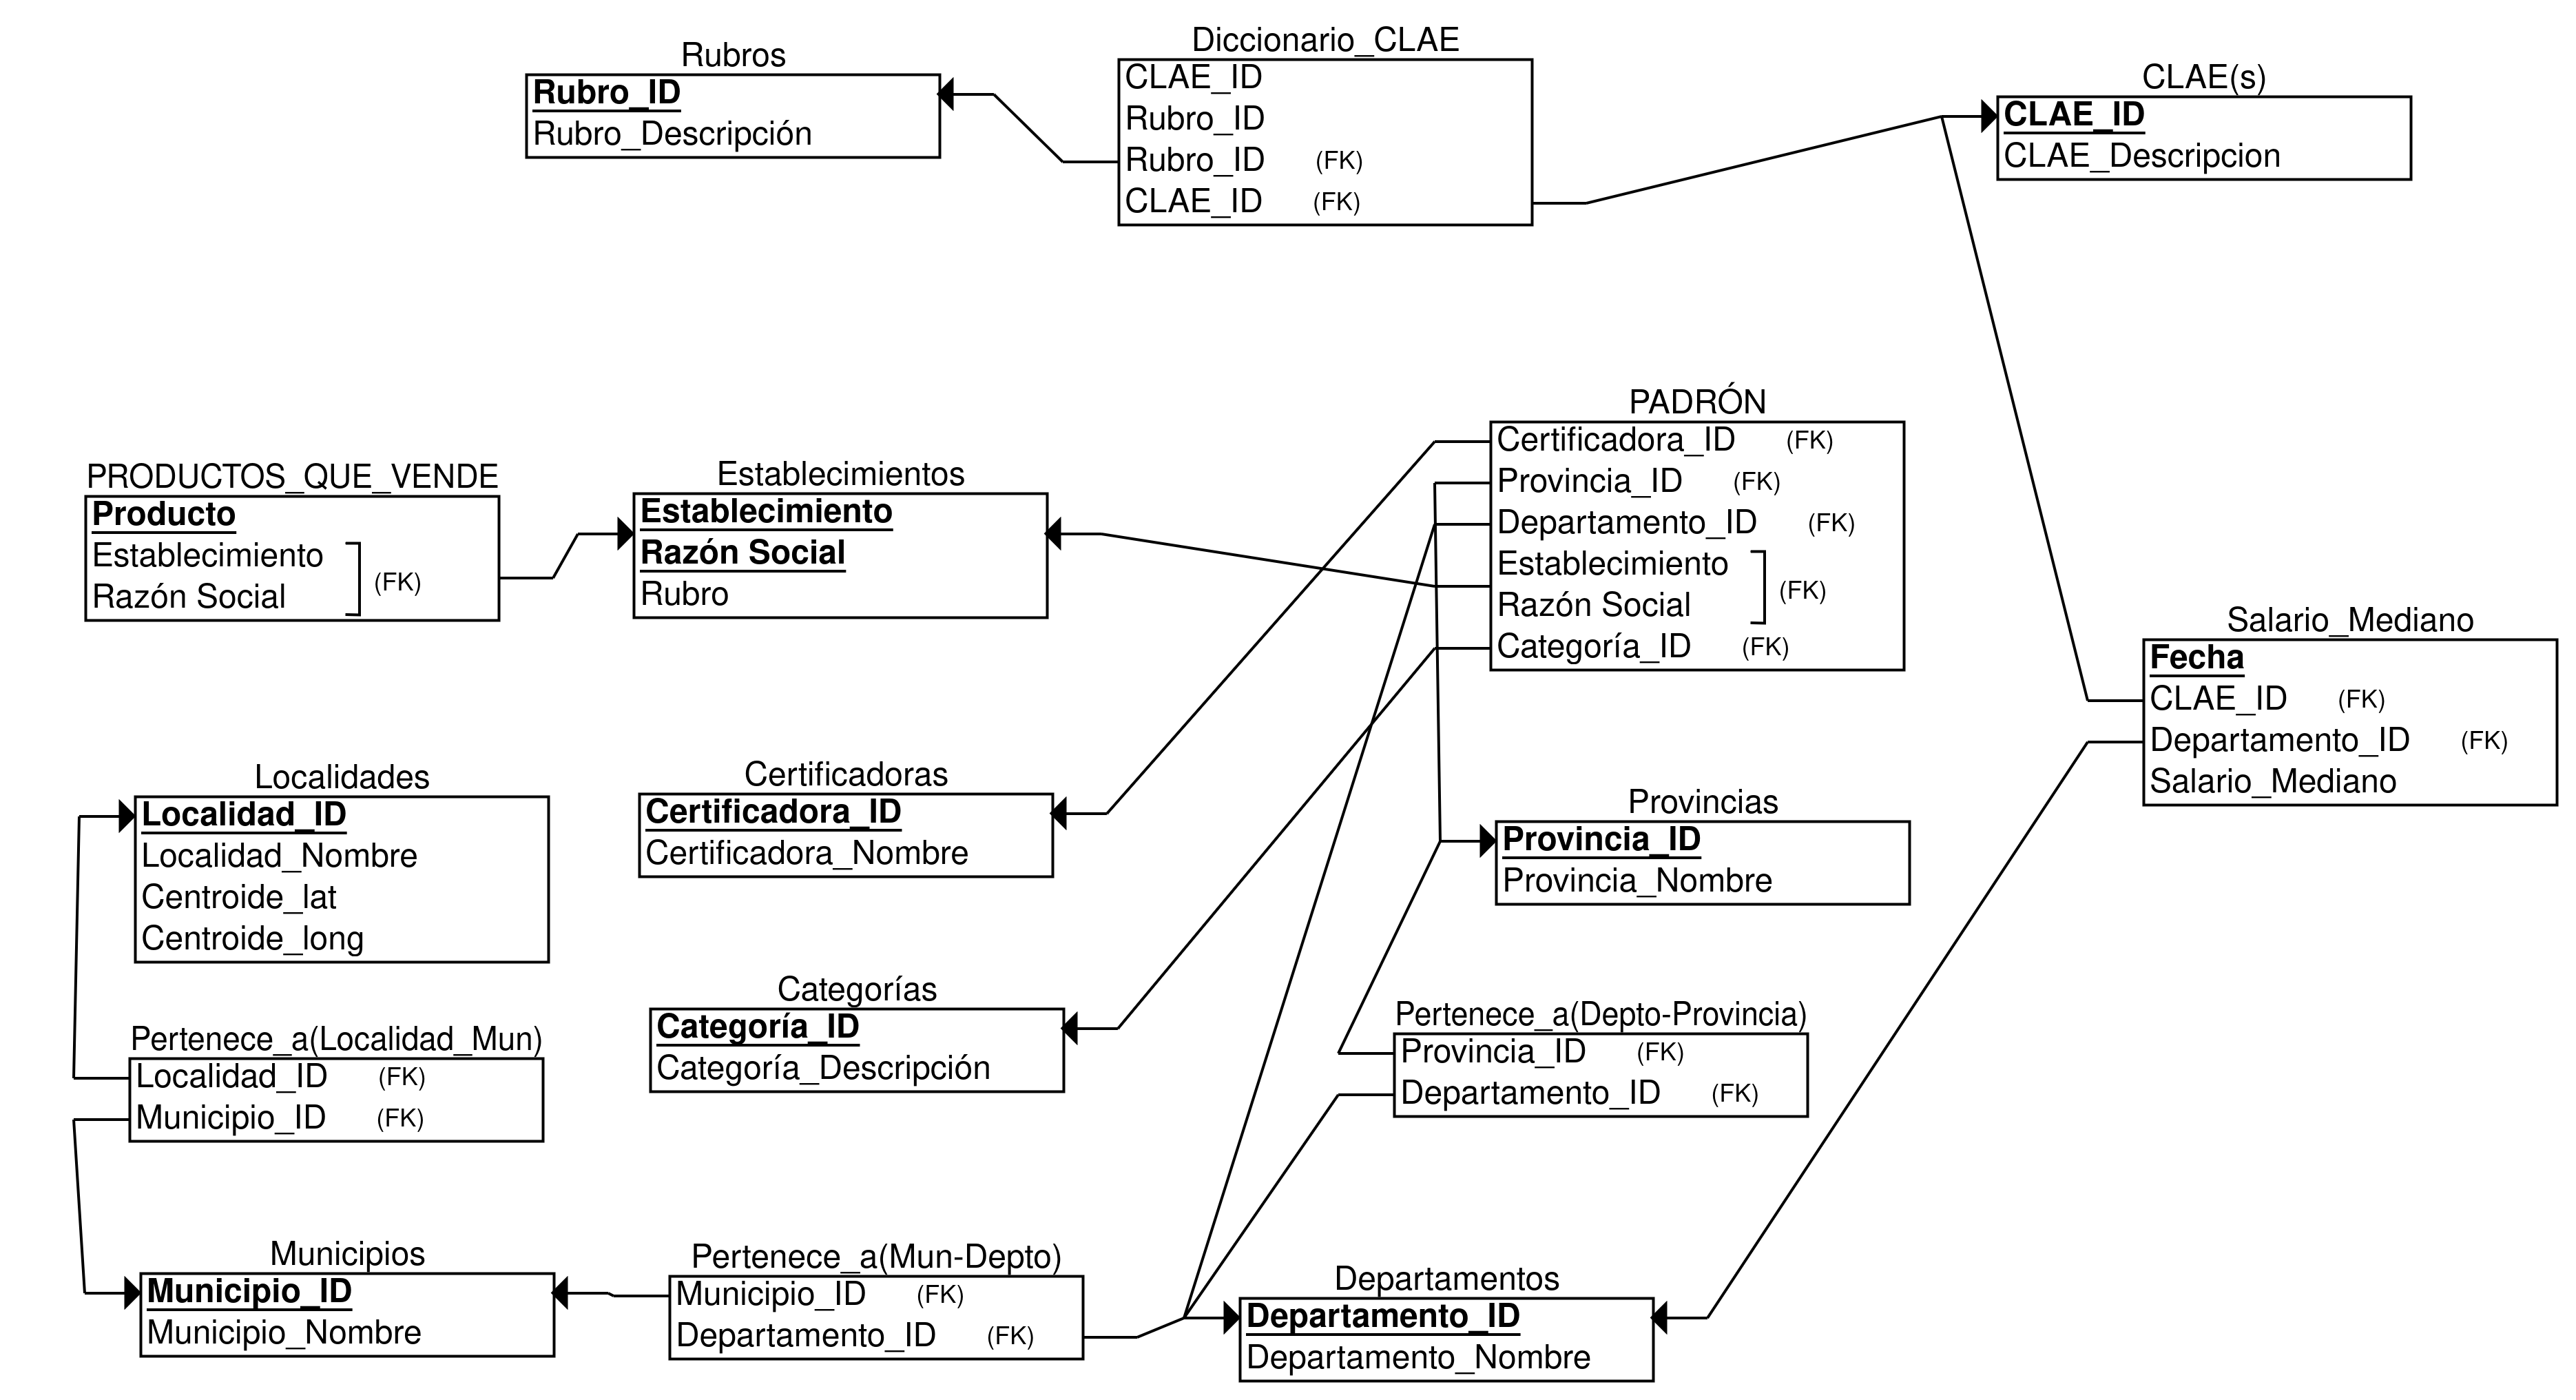 Rubros
Rubro_ID
Rubro_Descripción
Diccionario_CLAE
CLAE_ID
Rubro_ID
Rubro_ID (FK)
CLAE_ID (FK)
CLAE(s)
CLAE_ID
CLAE_Descripcion
PRODUCTOS_QUE_VENDE
Producto
Establecimiento
Razón Social
(FK)
Establecimientos
Establecimiento
Razón Social
Rubro
PADRÓN
Certificadora_ID (FK)
Provincia_ID (FK)
Departamento_ID (FK)
Establecimiento
Razón Social
(FK)
Categoría_ID (FK)
Salario_Mediano
Fecha
CLAE_ID (FK)
Departamento_ID (FK)
Salario_Mediano
Localidades
Localidad_ID
Localidad_Nombre
Centroide_lat
Centroide_long
Certificadoras
Certificadora_ID
Certificadora_Nombre
Provincias
Provincia_ID
Provincia_Nombre
Categorías
Categoría_ID
Categoría_Descripción
Pertenece_a(Localidad_Mun)
Localidad_ID (FK)
Municipio_ID (FK)
Pertenece_a(Depto-Provincia)
Provincia_ID (FK)
Departamento_ID (FK)
Municipios
Municipio_ID
Municipio_Nombre
Pertenece_a(Mun-Depto)
Municipio_ID (FK)
Departamento_ID (FK)
Departamentos
Departamento_ID
Departamento_Nombre